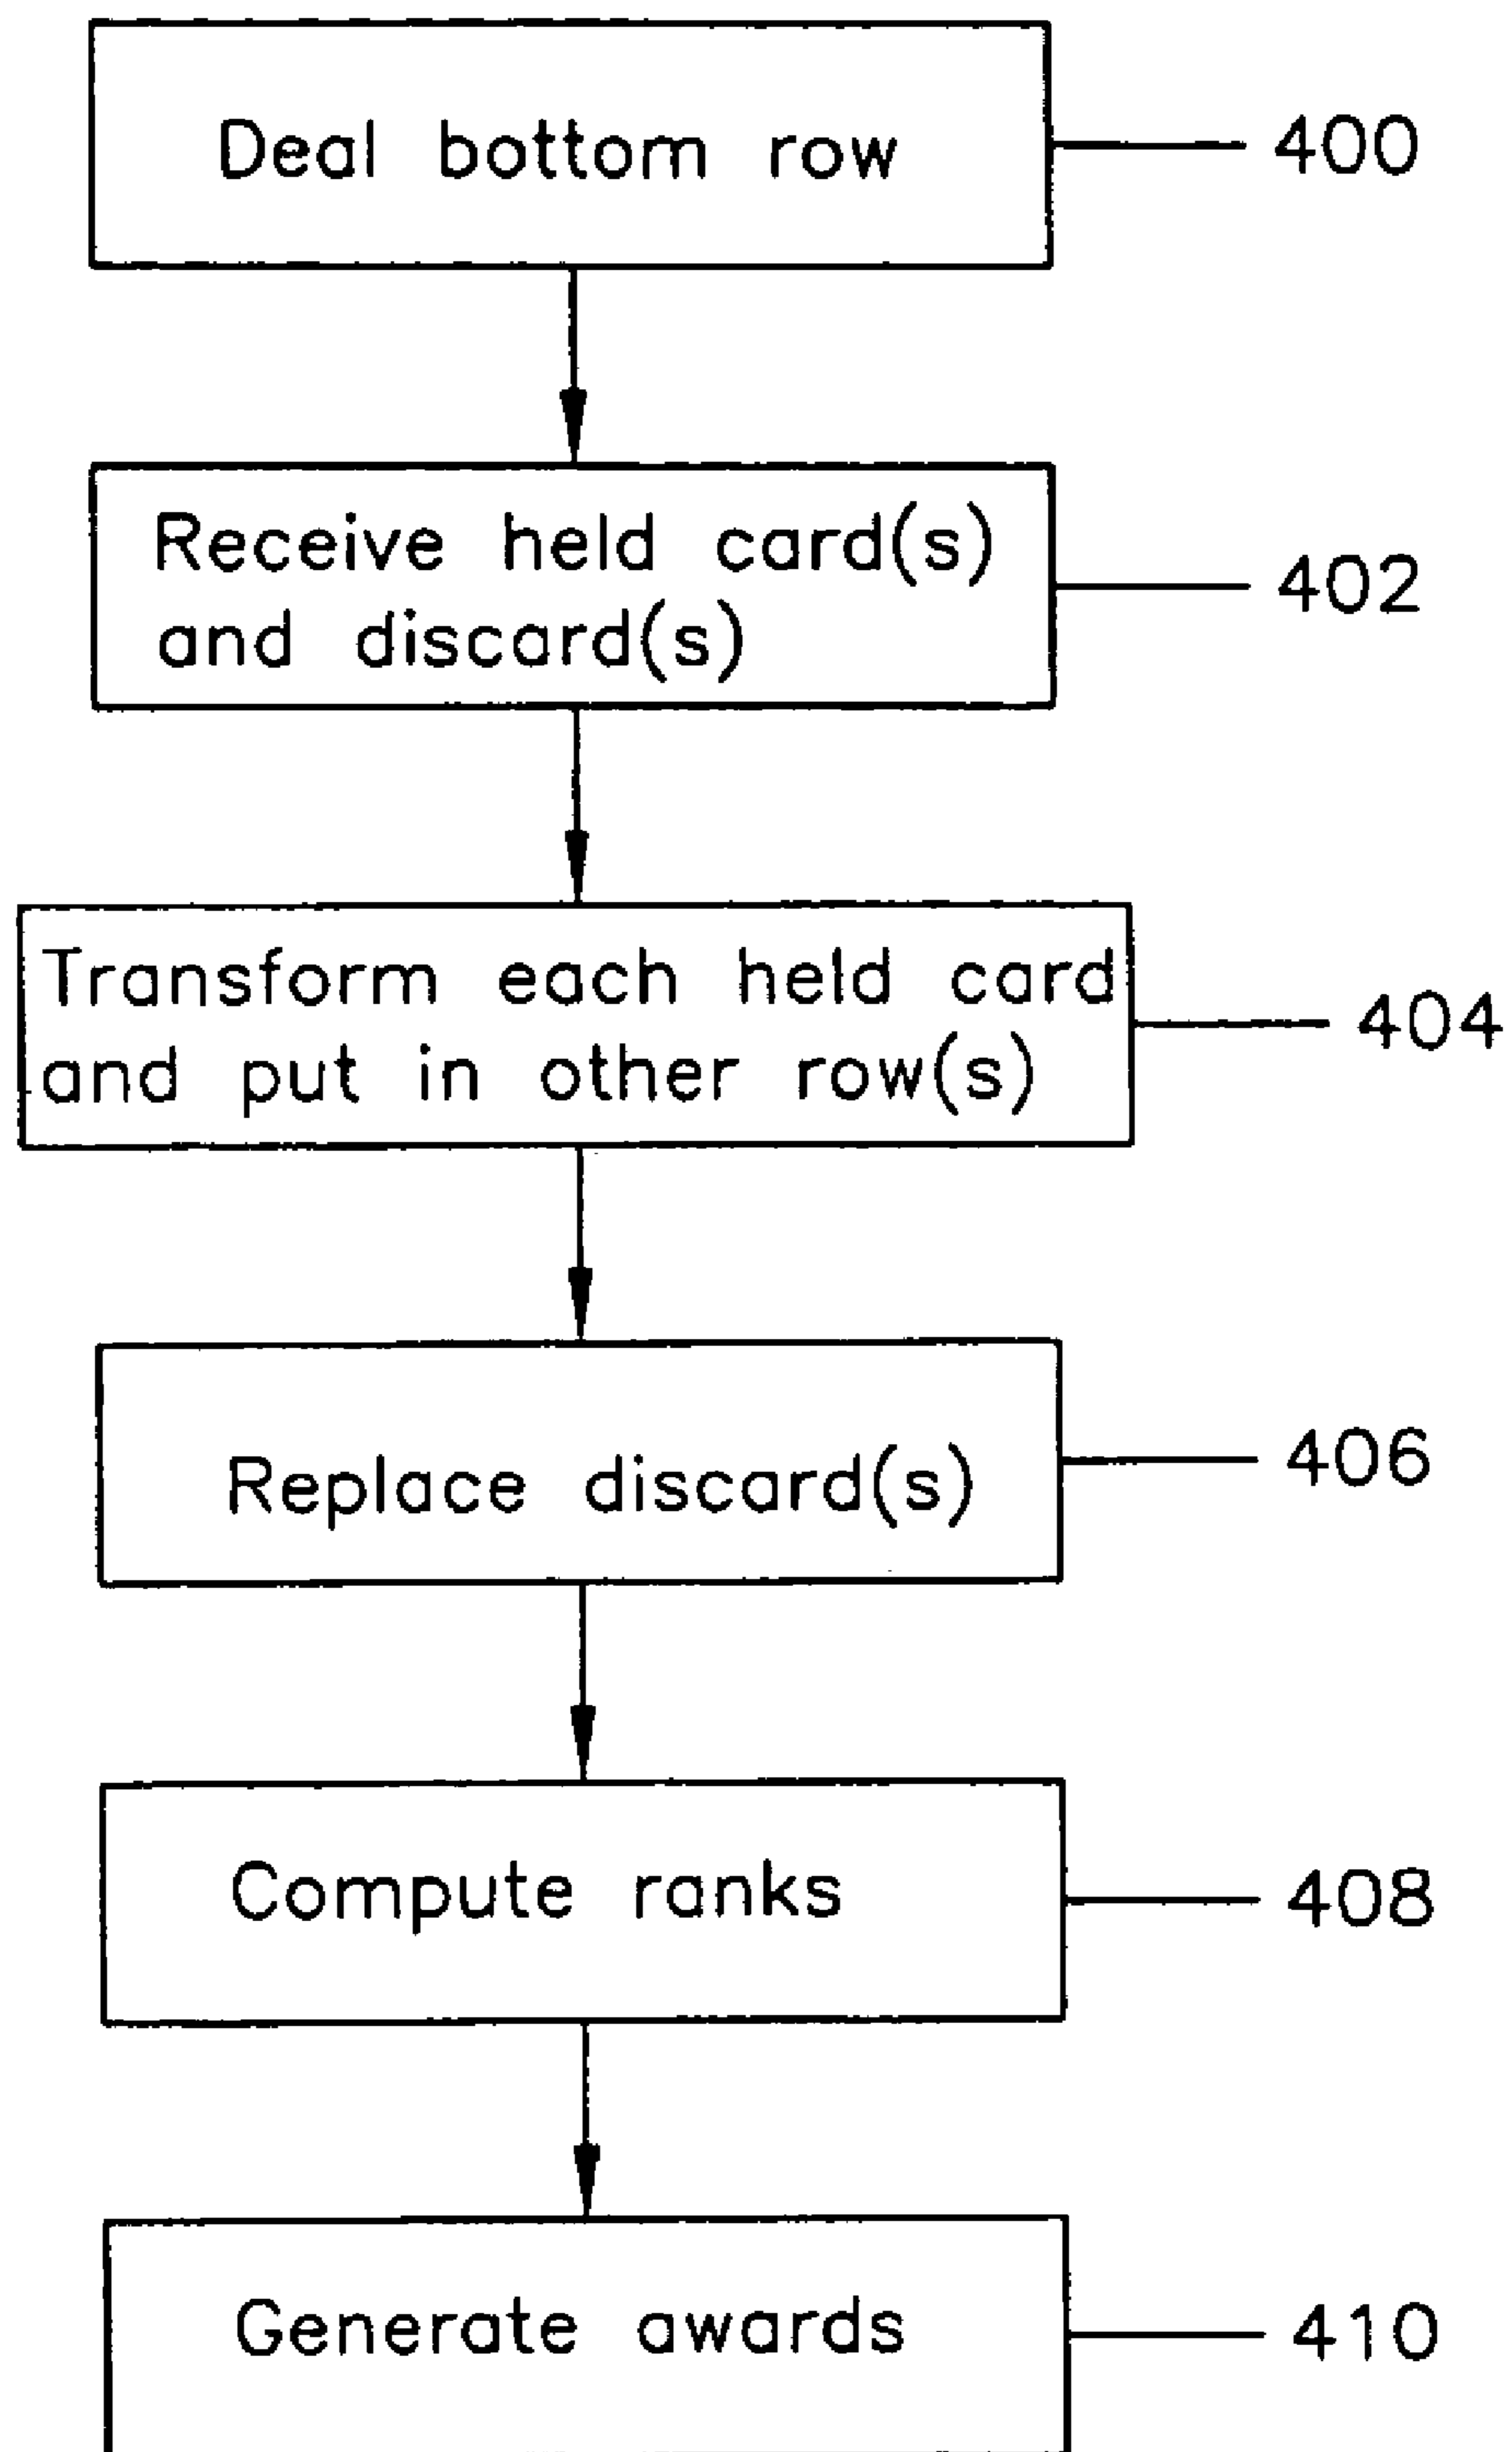 Deal bottom row
400
Receive held card(s)
and discard(s)
402
Transform each held card
and put in other row(s)
404
Replace discard(s)
406
Compute ranks
408
Generate awards
410